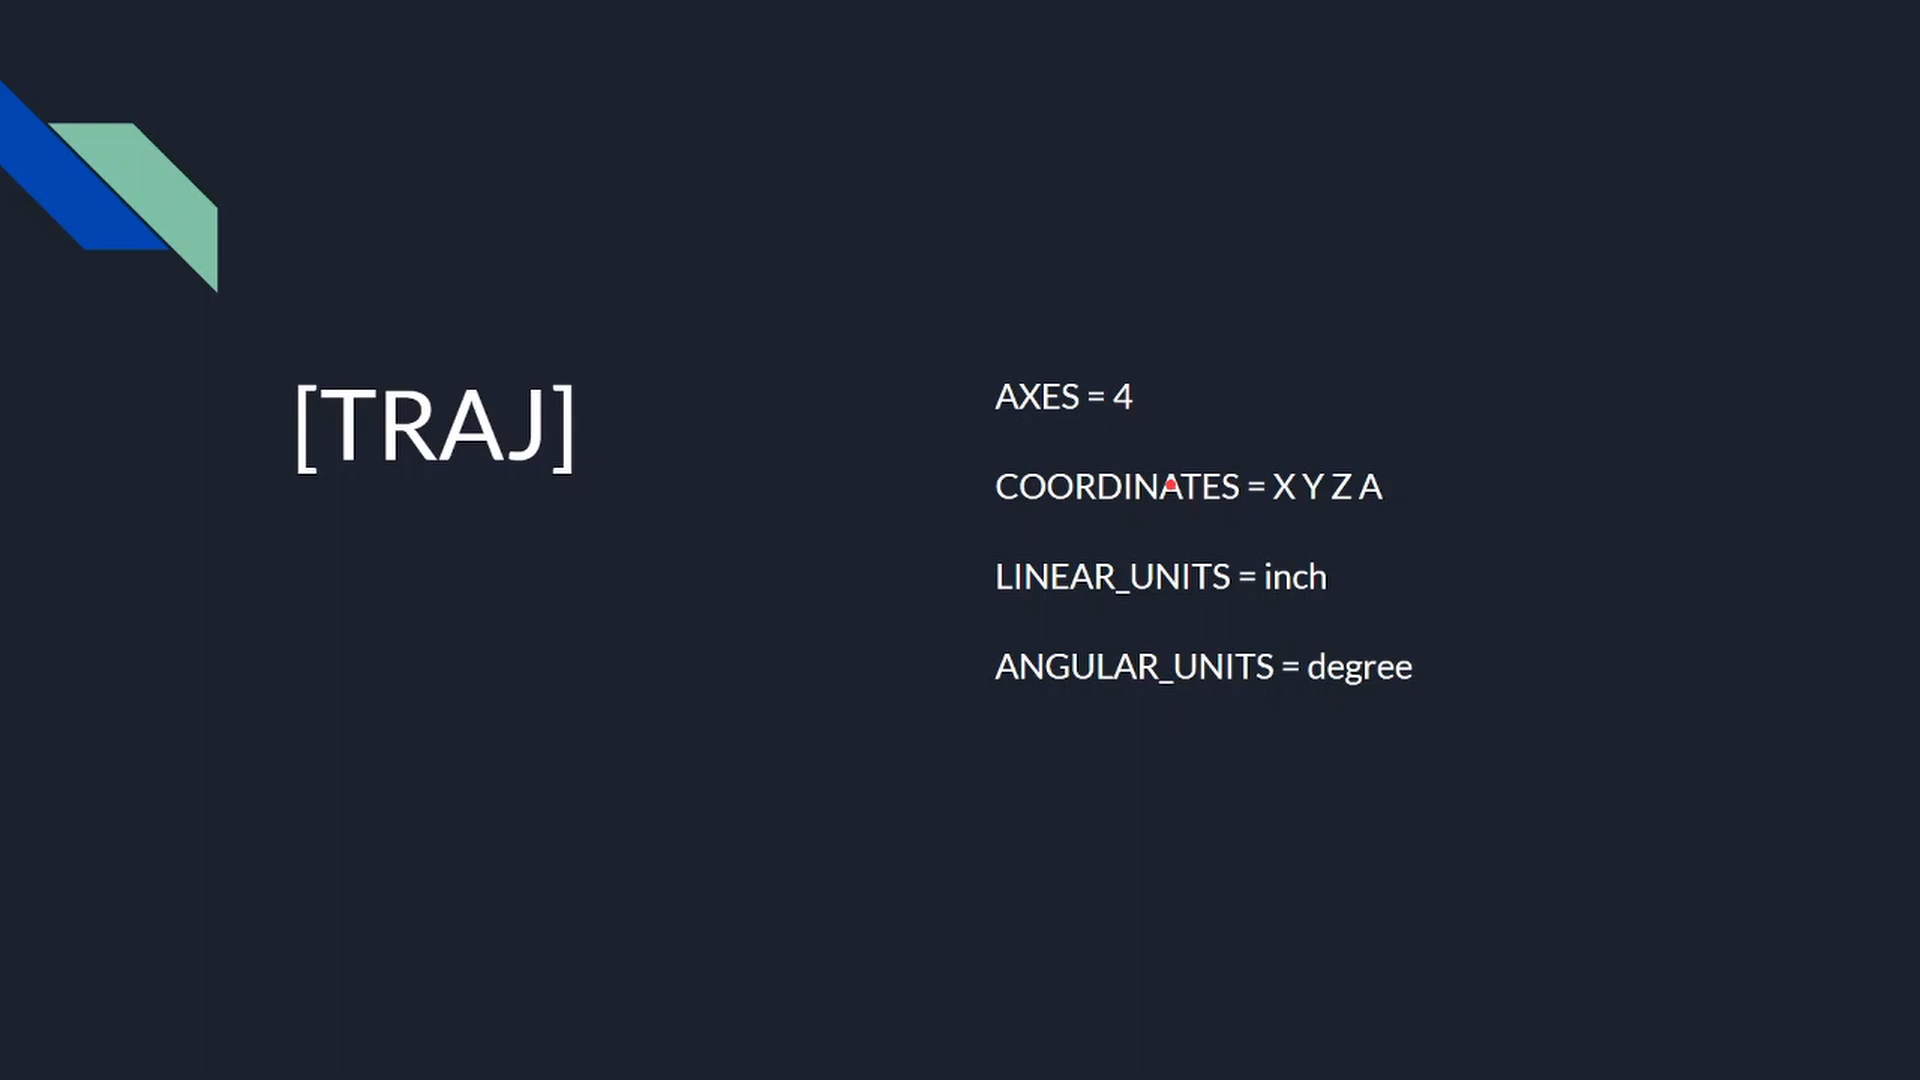 [TRAJ]
AXES = 4
COORDINATES = X Y Z A
LINEAR_UNITS = inch
ANGULAR_UNITS = degree